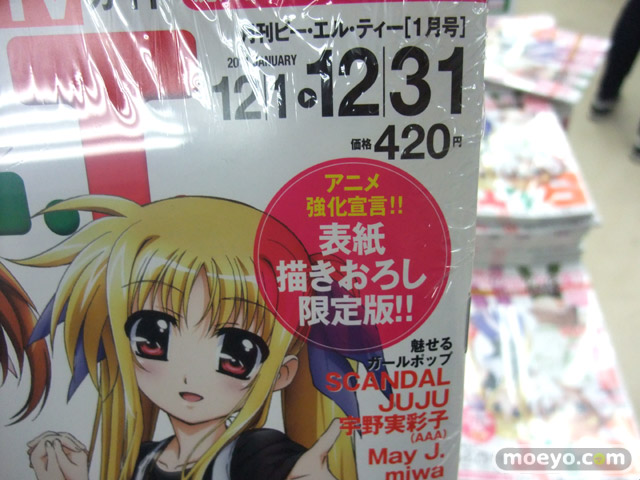 月刊ピー・エル・ティー[1月号]
JANUARY
12|1▶12|31
価格420円
アニメ
強化宣言!!
表紙
描きおろし
限定版!!
魅せる
ガールポップ
SCANDAL
JUJU
宇野実彩子
(AAA)
May J.
miwa
moeyo.com